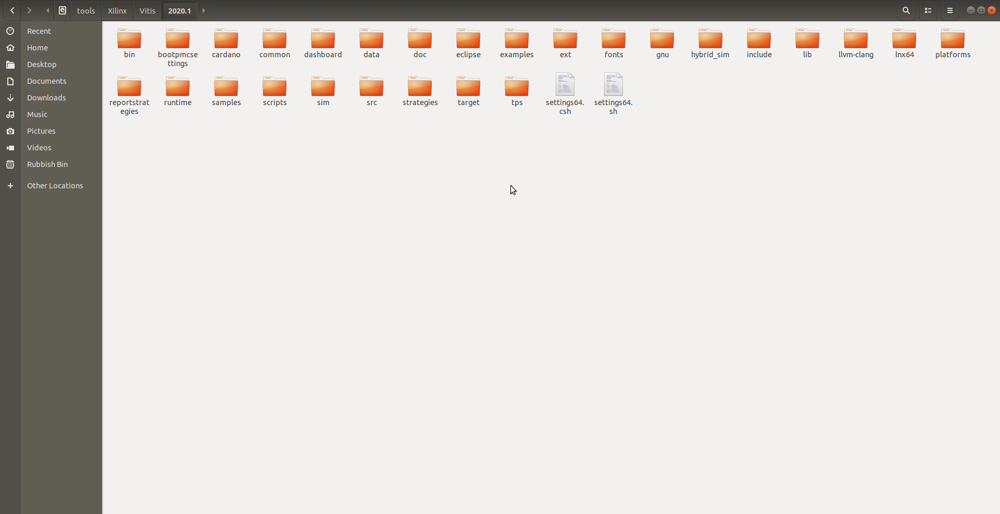 tools Xilinx Vitis 2020.1
Recent
Home
Desktop
Documents
Downloads
Music
Pictures
Videos
Rubbish Bin
Other Locations
bin
bootpmcse
ttings
cardano
common
dashboard
data
doc
eclipse
examples
ext
fonts
gnu
hybrid_sim
include
lib
llvm-clang
lnx64
platforms
reportstrat
egies
runtime
samples
scripts
sim
src
strategies
target
tps
settings64.
csh
settings64.
sh